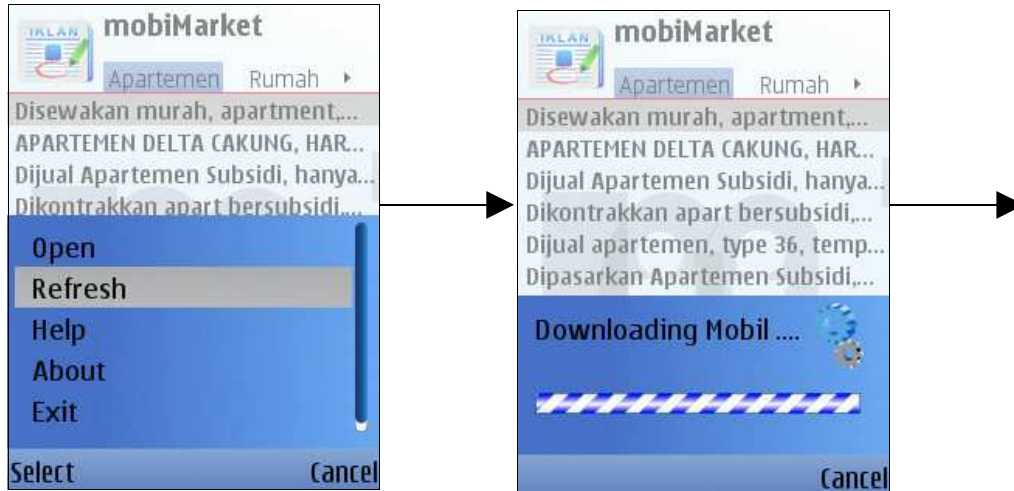 IKLAN
mobiMarket
Apartemen Rumah
Disewakan murah, apartment,...
APARTEMEN DELTA CAKUNG, HAR...
Dijual Apartemen Subsidi, hanya...
Dikontrakkan apart bersubsidi,...
Open
Refresh
Help
About
Exit
Select Cancel
IKLAN
mobiMarket
Apartemen Rumah
Disewakan murah, apartment,...
APARTEMEN DELTA CAKUNG, HAR...
Dijual Apartemen Subsidi, hanya...
Dikontrakkan apart bersubsidi,...
Dijual apartemen, type 36, temp...
Dipasarkan Apartemen Subsidi,...
Downloading Mobil ....
Cancel